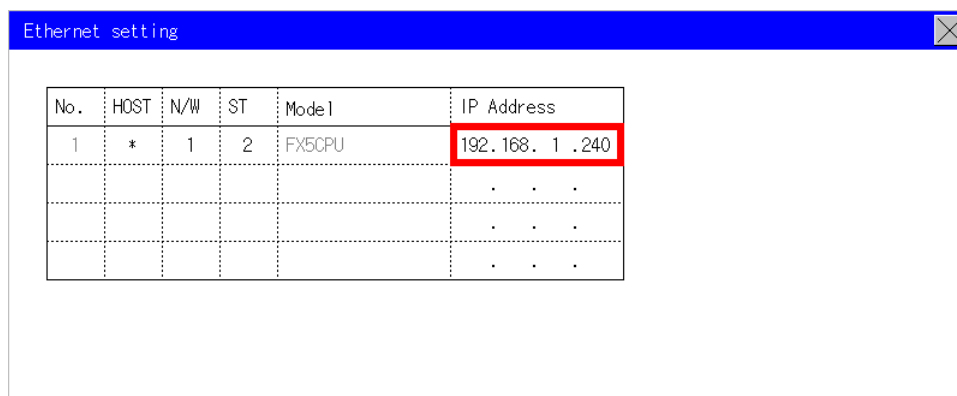 Ethernet setting
No. HOST N/W ST Model IP Address
1 * 1 2 FX5CPU 192.168. 1 .240
. . .
. . .
. . .